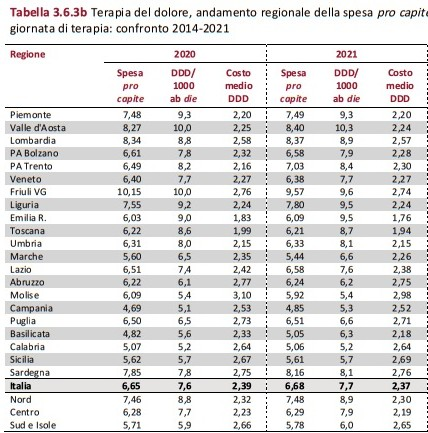 Tabella 3.6.3b Terapia del dolore, andamento regionale della spesa pro capite
giornata di terapia: confronto 2014-2021
Regione 2020 2021
Spesa DDD/ Costo Spesa DDD/ Costo
pro 1000 medio pro 1000 medio
capite ab die DDD capite ab die DDD
Piemonte 7,48 9,3 2,20 7,49 9,3 2,20
Valle d'Aosta 8,27 10,0 2,25 8,40 10,3 2,24
Lombardia 8,34 8,8 2,58 8,37 8,9 2,57
PA Bolzano 6,61 7,8 2,32 6,58 7,9 2,28
PA Trento 6,49 8,2 2,16 7,03 8,4 2,30
Veneto 6,40 7,7 2,27 6,38 7,7 2,27
Friuli VG 10,15 10,0 2,76 9,57 9,6 2,74
Liguria 7,55 9,2 2,24 7,80 9,5 2,24
Emilia R. 6,03 9,0 1,83 6,09 9,5 1,76
Toscana 6,22 8,6 1,99 6,21 8,7 1,94
Umbria 6,31 8,0 2,15 6,33 8,1 2,15
Marche 5,60 6,5 2,35 5,44 6,6 2,26
Lazio 6,51 7,4 2,42 6,58 7,6 2,38
Abruzzo 6,22 6,1 2,77 6,24 6,2 2,75
Molise 6,09 5,4 3,10 5,92 5,4 2,98
Campania 4,69 5,1 2,53 4,85 5,3 2,52
Puglia 6,50 6,5 2,73 6,51 6,6 2,71
Basilicata 4,82 5,6 2,33 5,05 6,3 2,18
Calabria 5,07 5,2 2,64 5,06 5,2 2,64
Sicilia 5,62 5,7 2,67 5,61 5,7 2,69
Sardegna 7,85 7,8 2,75 8,16 8,1 2,76
Italia 6,65 7,6 2,39 6,68 7,7 2,37
Nord 7,46 8,8 2,32 7,48 8,9 2,30
Centro 6,28 7,7 2,23 6,29 7,9 2,19
Sud e Isole 5,71 5,9 2,66 5,78 6,0 2,65